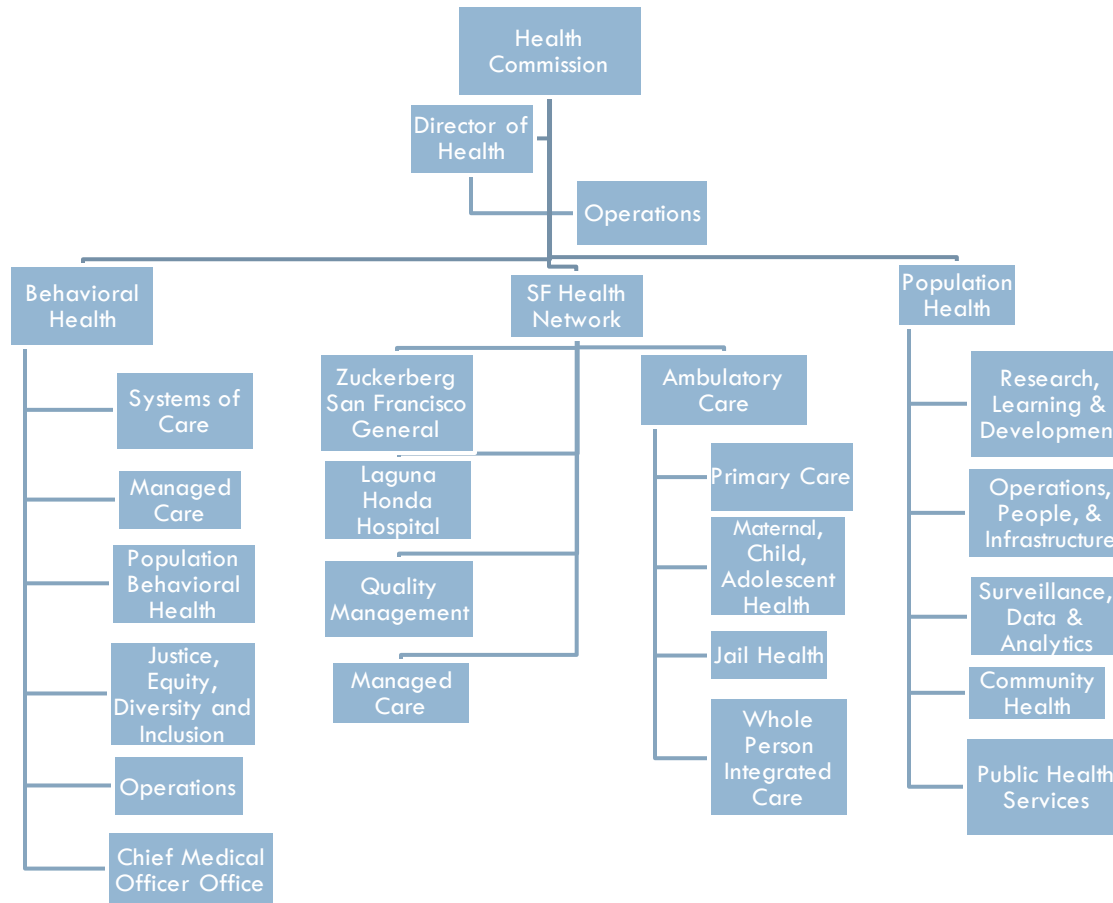 Health
Commission
Director of
Health
Operations
Behavioral
Health
Systems of
Care
Managed
Care
Population
Behavioral
Health
Justice,
Equity,
Diversity and
Inclusion
Operations
Chief Medical
Officer Office
SF Health
Network
Zuckerberg
San Francisco
General
Laguna
Honda
Hospital
Quality
Management
Managed
Care
Ambulatory
Care
Primary Care
Maternal,
Child,
Adolescent
Health
Jail Health
Whole
Person
Integrated
Care
Population
Health
Research,
Learning &
Development
Operations,
People, &
Infrastructure
Surveillance,
Data &
Analytics
Community
Health
Public Health
Services